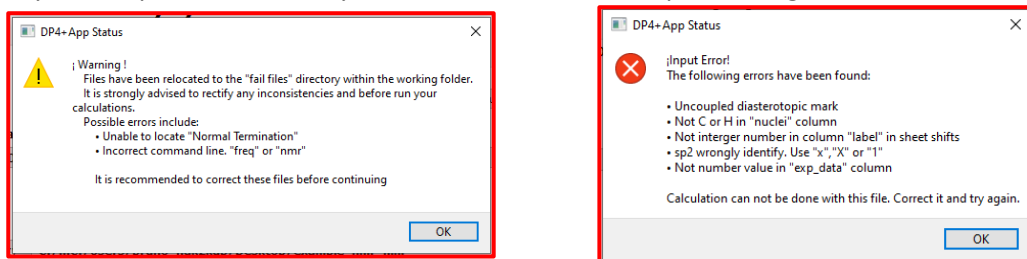 DP4+App Status
¡ Warning !
Files have been relocated to the "fail files" directory within the working folder.
It is strongly advised to rectify any inconsistencies and before run your
calculations.
Possible errors include:
• Unable to locate "Normal Termination"
• Incorrect command line. "freq" or "nmr"
It is recommended to correct these files before continuing
OK
DP4+App Status
¡Input Error!
The following errors have been found:
• Uncoupled diasterotopic mark
• Not C or H in "nuclei" column
• Not interger number in column "label" in sheet shifts
• sp2 wrongly identify. Use "x","X" or "1"
• Not number value in "exp_data" column
Calculation can not be done with this file. Correct it and try again.
OK